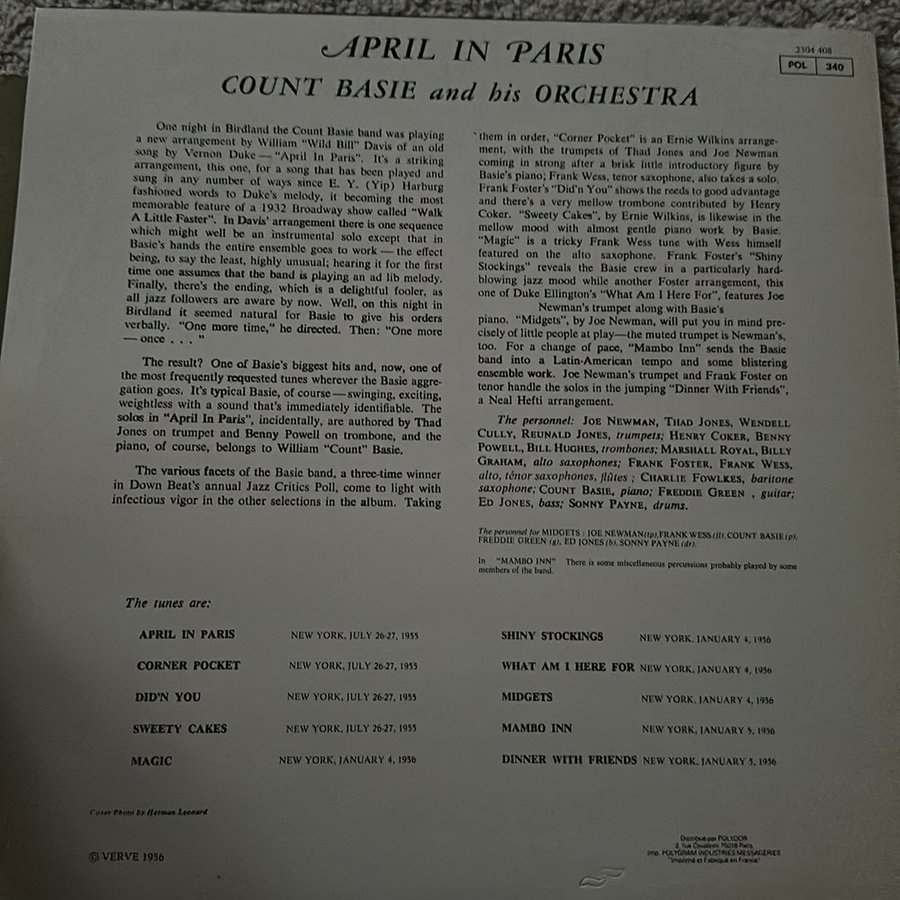 APRIL IN PARIS
COUNT BASIE and his ORCHESTRA
2304 408
POL 340
One night in Birdland the Count Basie band was playing
a new arrangement by William "Wild Bill" Davis of an old
song by Vernon Duke — "April In Paris". It's a striking
arrangement, this one, for a song that has been played and
sung in any number of ways since E. Y. (Yip) Harburg
fashioned words to Duke's melody, it becoming the most
memorable feature of a 1932 Broadway show called "Walk
A Little Faster". In Davis' arrangement there is one sequence
which might well be an instrumental solo except that in
Basie's hands the entire ensemble goes to work — the effect
being, to say the least, highly unusual; hearing it for the first
time one assumes that the band is playing an ad lib melody.
Finally, there's the ending, which is a delightful fooler, as
all jazz followers are aware by now. Well, on this night in
Birdland it seemed natural for Basie to give his orders
verbally. "One more time," he directed. Then: "One more
— once . . . "
The result? One of Basie's biggest hits and, now, one of
the most frequently requested tunes wherever the Basie aggre-
gation goes. It's typical Basie, of course — swinging, exciting,
weightless with a sound that's immediately identifiable. The
solos in "April In Paris", incidentally, are authored by Thad
Jones on trumpet and Benny Powell on trombone, and the
piano, of course, belongs to William "Count" Basie.
The various facets of the Basie band, a three-time winner
in Down Beat's annual Jazz Critics Poll, come to light with
infectious vigor in the other selections in the album. Taking
them in order, "Corner Pocket" is an Ernie Wilkins arrange-
ment, with the trumpets of Thad Jones and Joe Newman
coming in strong after a brisk little introductory figure by
Basie's piano; Frank Wess, tenor saxophone, also takes a solo.
Frank Foster's "Did'n You" shows the reeds to good advantage
and there's a very mellow trombone contributed by Henry
Coker. "Sweety Cakes", by Ernie Wilkins, is likewise in the
mellow mood with almost gentle piano work by Basie.
"Magic" is a tricky Frank Wess tune with Wess himself
featured on the alto saxophone. Frank Foster's "Shiny
Stockings" reveals the Basie crew in a particularly hard-
blowing jazz mood while another Foster arrangement, this
one of Duke Ellington's "What Am I Here For", features Joe
Newman's trumpet along with Basie's
piano. "Midgets", by Joe Newman, will put you in mind pre-
cisely of little people at play—the muted trumpet is Newman's,
too. For a change of pace, "Mambo Inn" sends the Basie
band into a Latin-American tempo and some blistering
ensemble work. Joe Newman's trumpet and Frank Foster on
tenor handle the solos in the jumping "Dinner With Friends",
a Neal Hefti arrangement.
The personnel: JOE NEWMAN, THAD JONES, WENDELL
CULLY, REUNALD JONES, trumpets; HENRY COKER, BENNY
POWELL, BILL HUGHES, trombones; MARSHALL ROYAL, BILLY
GRAHAM, alto saxophones; FRANK FOSTER, FRANK WESS,
alto, ténor saxophones, flûtes ; CHARLIE FOWLKES, baritone
saxophone; COUNT BASIE, piano; FREDDIE GREEN , guitar;
ED JONES, bass; SONNY PAYNE, drums.
The personnel for MIDGETS : JOE NEWMAN (tp), FRANK WESS (fl), COUNT BASIE (p),
FREDDIE GREEN (g), ED JONES (b), SONNY PAYNE (dr).
In "MAMBO INN" There is some miscellaneous percussions probably played by some
members of the band.
The tunes are:
APRIL IN PARIS NEW YORK, JULY 26-27, 1955
CORNER POCKET NEW YORK, JULY 26-27, 1955
DID'N YOU NEW YORK, JULY 26-27, 1955
SWEETY CAKES NEW YORK, JULY 26-27, 1955
MAGIC NEW YORK, JANUARY 4, 1956
SHINY STOCKINGS NEW YORK, JANUARY 4, 1956
WHAT AM I HERE FOR NEW YORK, JANUARY 4, 1956
MIDGETS NEW YORK, JANUARY 4, 1956
MAMBO INN NEW YORK, JANUARY 5, 1956
DINNER WITH FRIENDS NEW YORK, JANUARY 5, 1956
Cover Photo by Herman Leonard
© VERVE 1956
Distribué par POLYDOR
2, rue Cavallotti 75018 Paris
Imp. POLYGRAM INDUSTRIES MESSAGERIES
"Imprimé et Fabriqué en France"